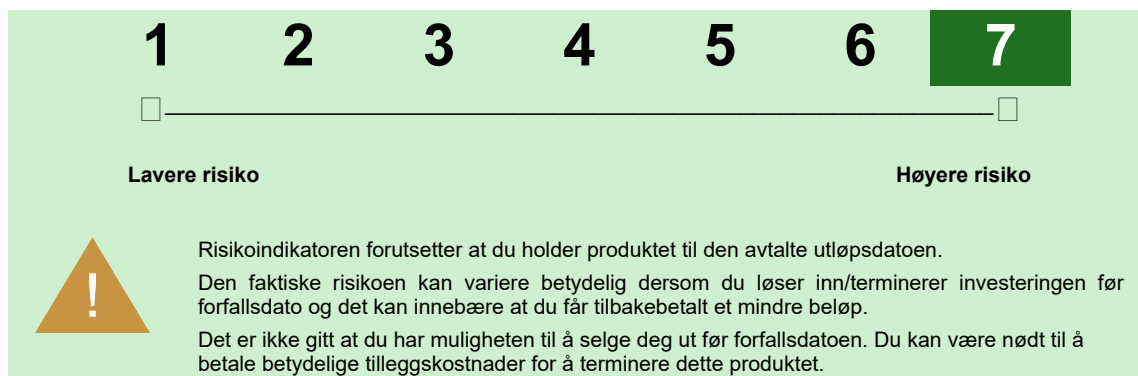 1 2 3 4 5 6 7
Lavere risiko Høyere risiko
!
Risikoindikatoren forutsetter at du holder produktet til den avtalte utløpsdatoen.
Den faktiske risikoen kan variere betydelig dersom du løser inn/terminerer investeringen før
forfallsdato og det kan innebære at du får tilbakebetalt et mindre beløp.
Det er ikke gitt at du har muligheten til å selge deg ut før forfallsdatoen. Du kan være nødt til å
betale betydelige tilleggskostnader for å terminere dette produktet.